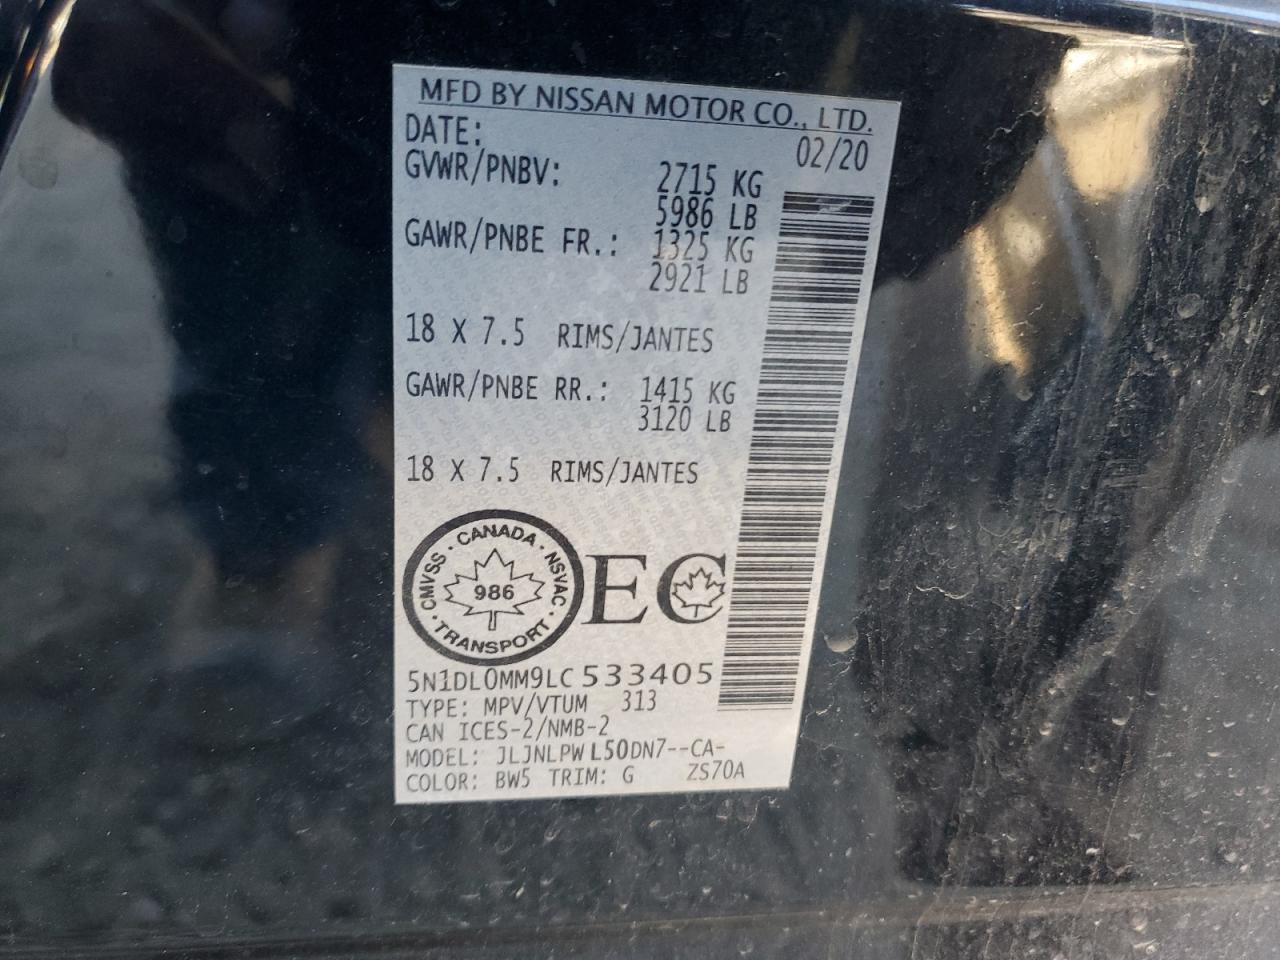 MFD BY NISSAN MOTOR CO., LTD.
DATE: 02/20
GVWR/PNBV: 2715 KG
5986 LB
GAWR/PNBE FR.: 1325 KG
2921 LB
18 X 7.5 RIMS/JANTES
GAWR/PNBE RR.: 1415 KG
3120 LB
18 X 7.5 RIMS/JANTES
CMVSS · CANADA · NSVAC
986
· TRANSPORT ·
EC
5N1DL0MM9LC533405
TYPE: MPV/VTUM 313
CAN ICES-2/NMB-2
MODEL: JLJNLPWL50DN7--CA-
COLOR: BW5 TRIM: G ZS70A